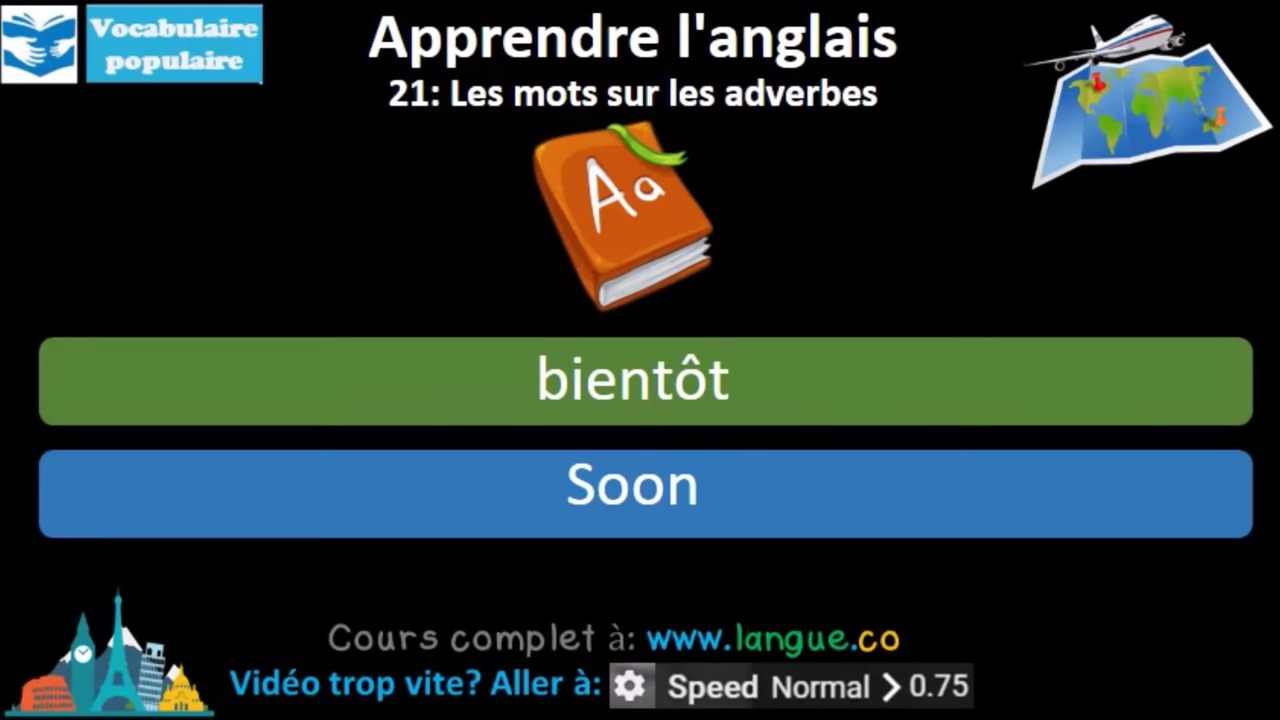 Vocabulaire
populaire
Apprendre l'anglais
21: Les mots sur les adverbes
Aa
bientôt
Soon
Cours complet à: www.langue.co
Vidéo trop vite? Aller à: Speed Normal > 0.75